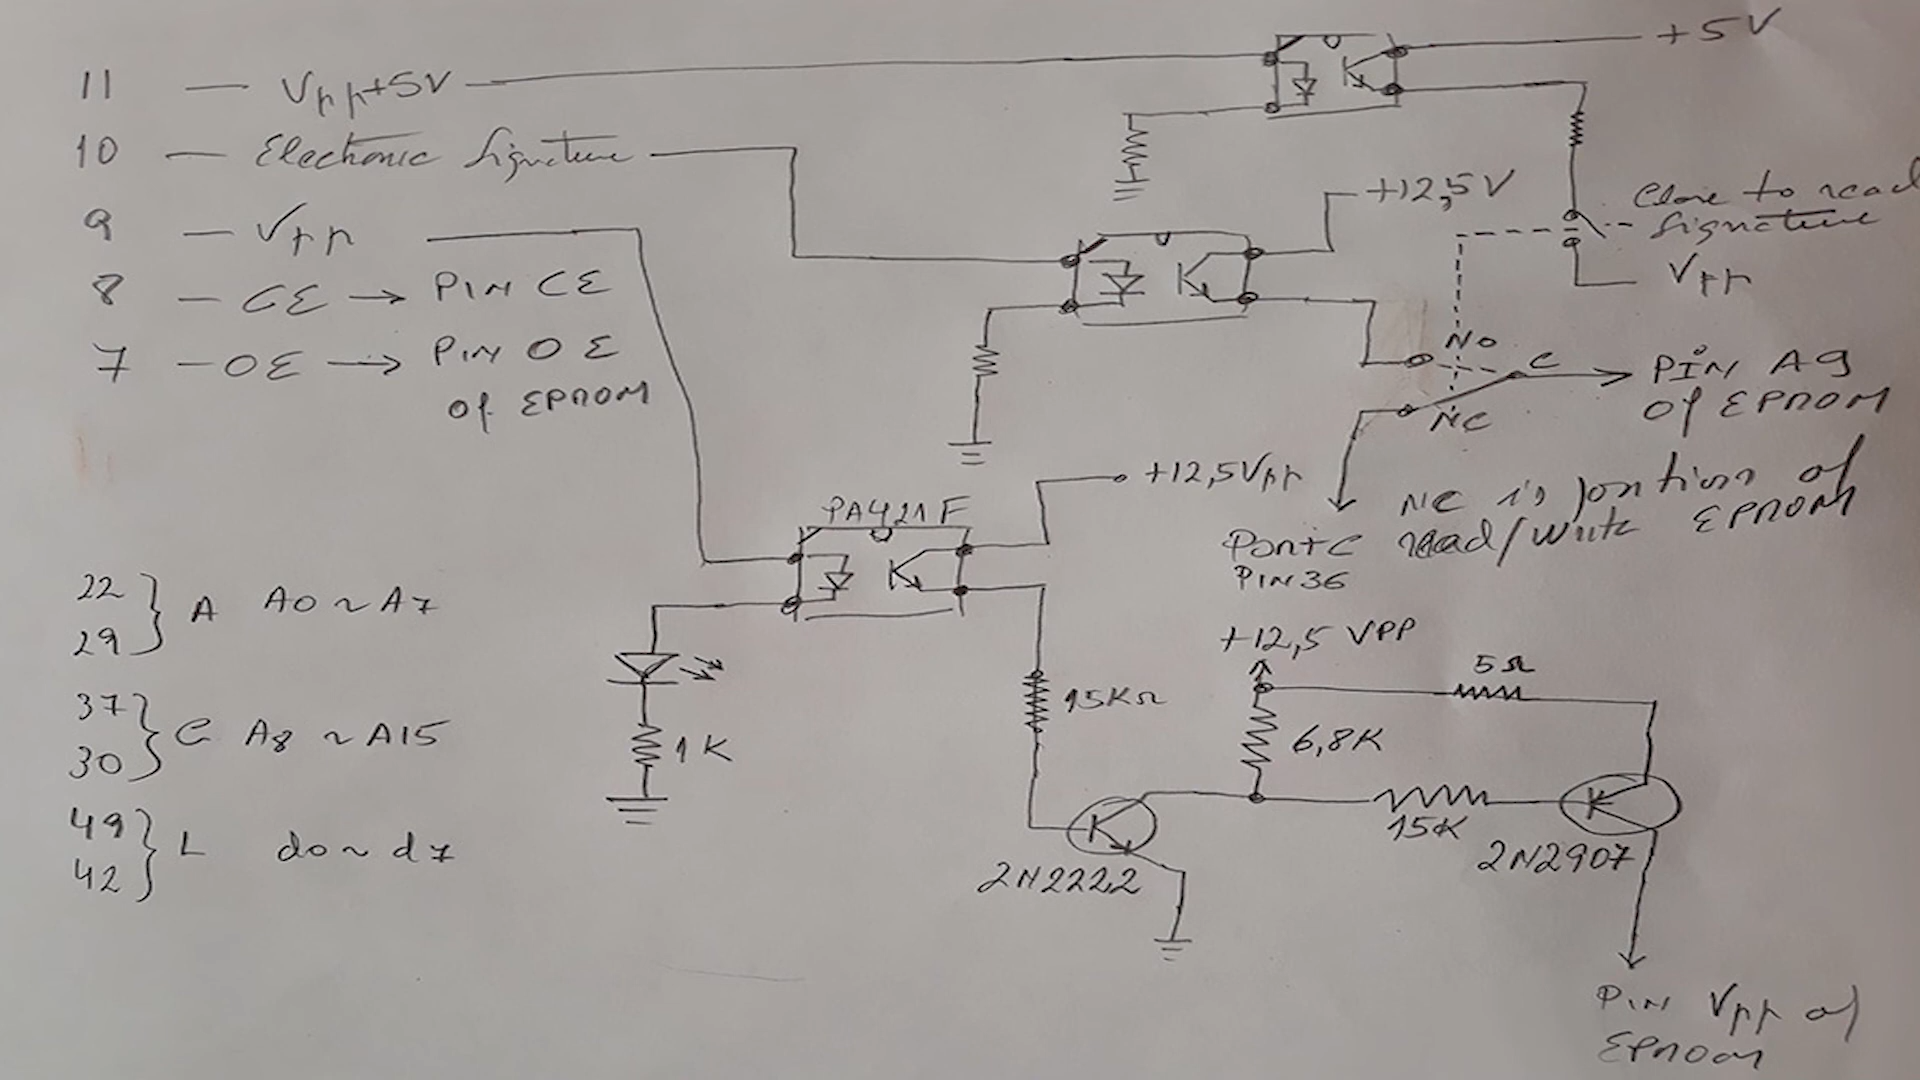 11 — Vpp+5V
+5V
10 — Electronic Signature
+12,5V
Close to read
Signature
Vpp
9 — Vpp
8 — CE → PIN CE
7 — OE → PIN OE
of EPROM
NO
C
NC
PIN A9
of EPROM
+12,5Vpp
NC is position of
read/write EPROM
Port C
PIN 36
PA421F
22
29 } A A0 ~ A7
+12,5 VPP
5Ω
15KΩ
6,8K
1K
37
30 } C A8 ~ A15
15K
2N2222
2N2907
49
42 } L d0 ~ d7
PIN Vpp of
EPROM